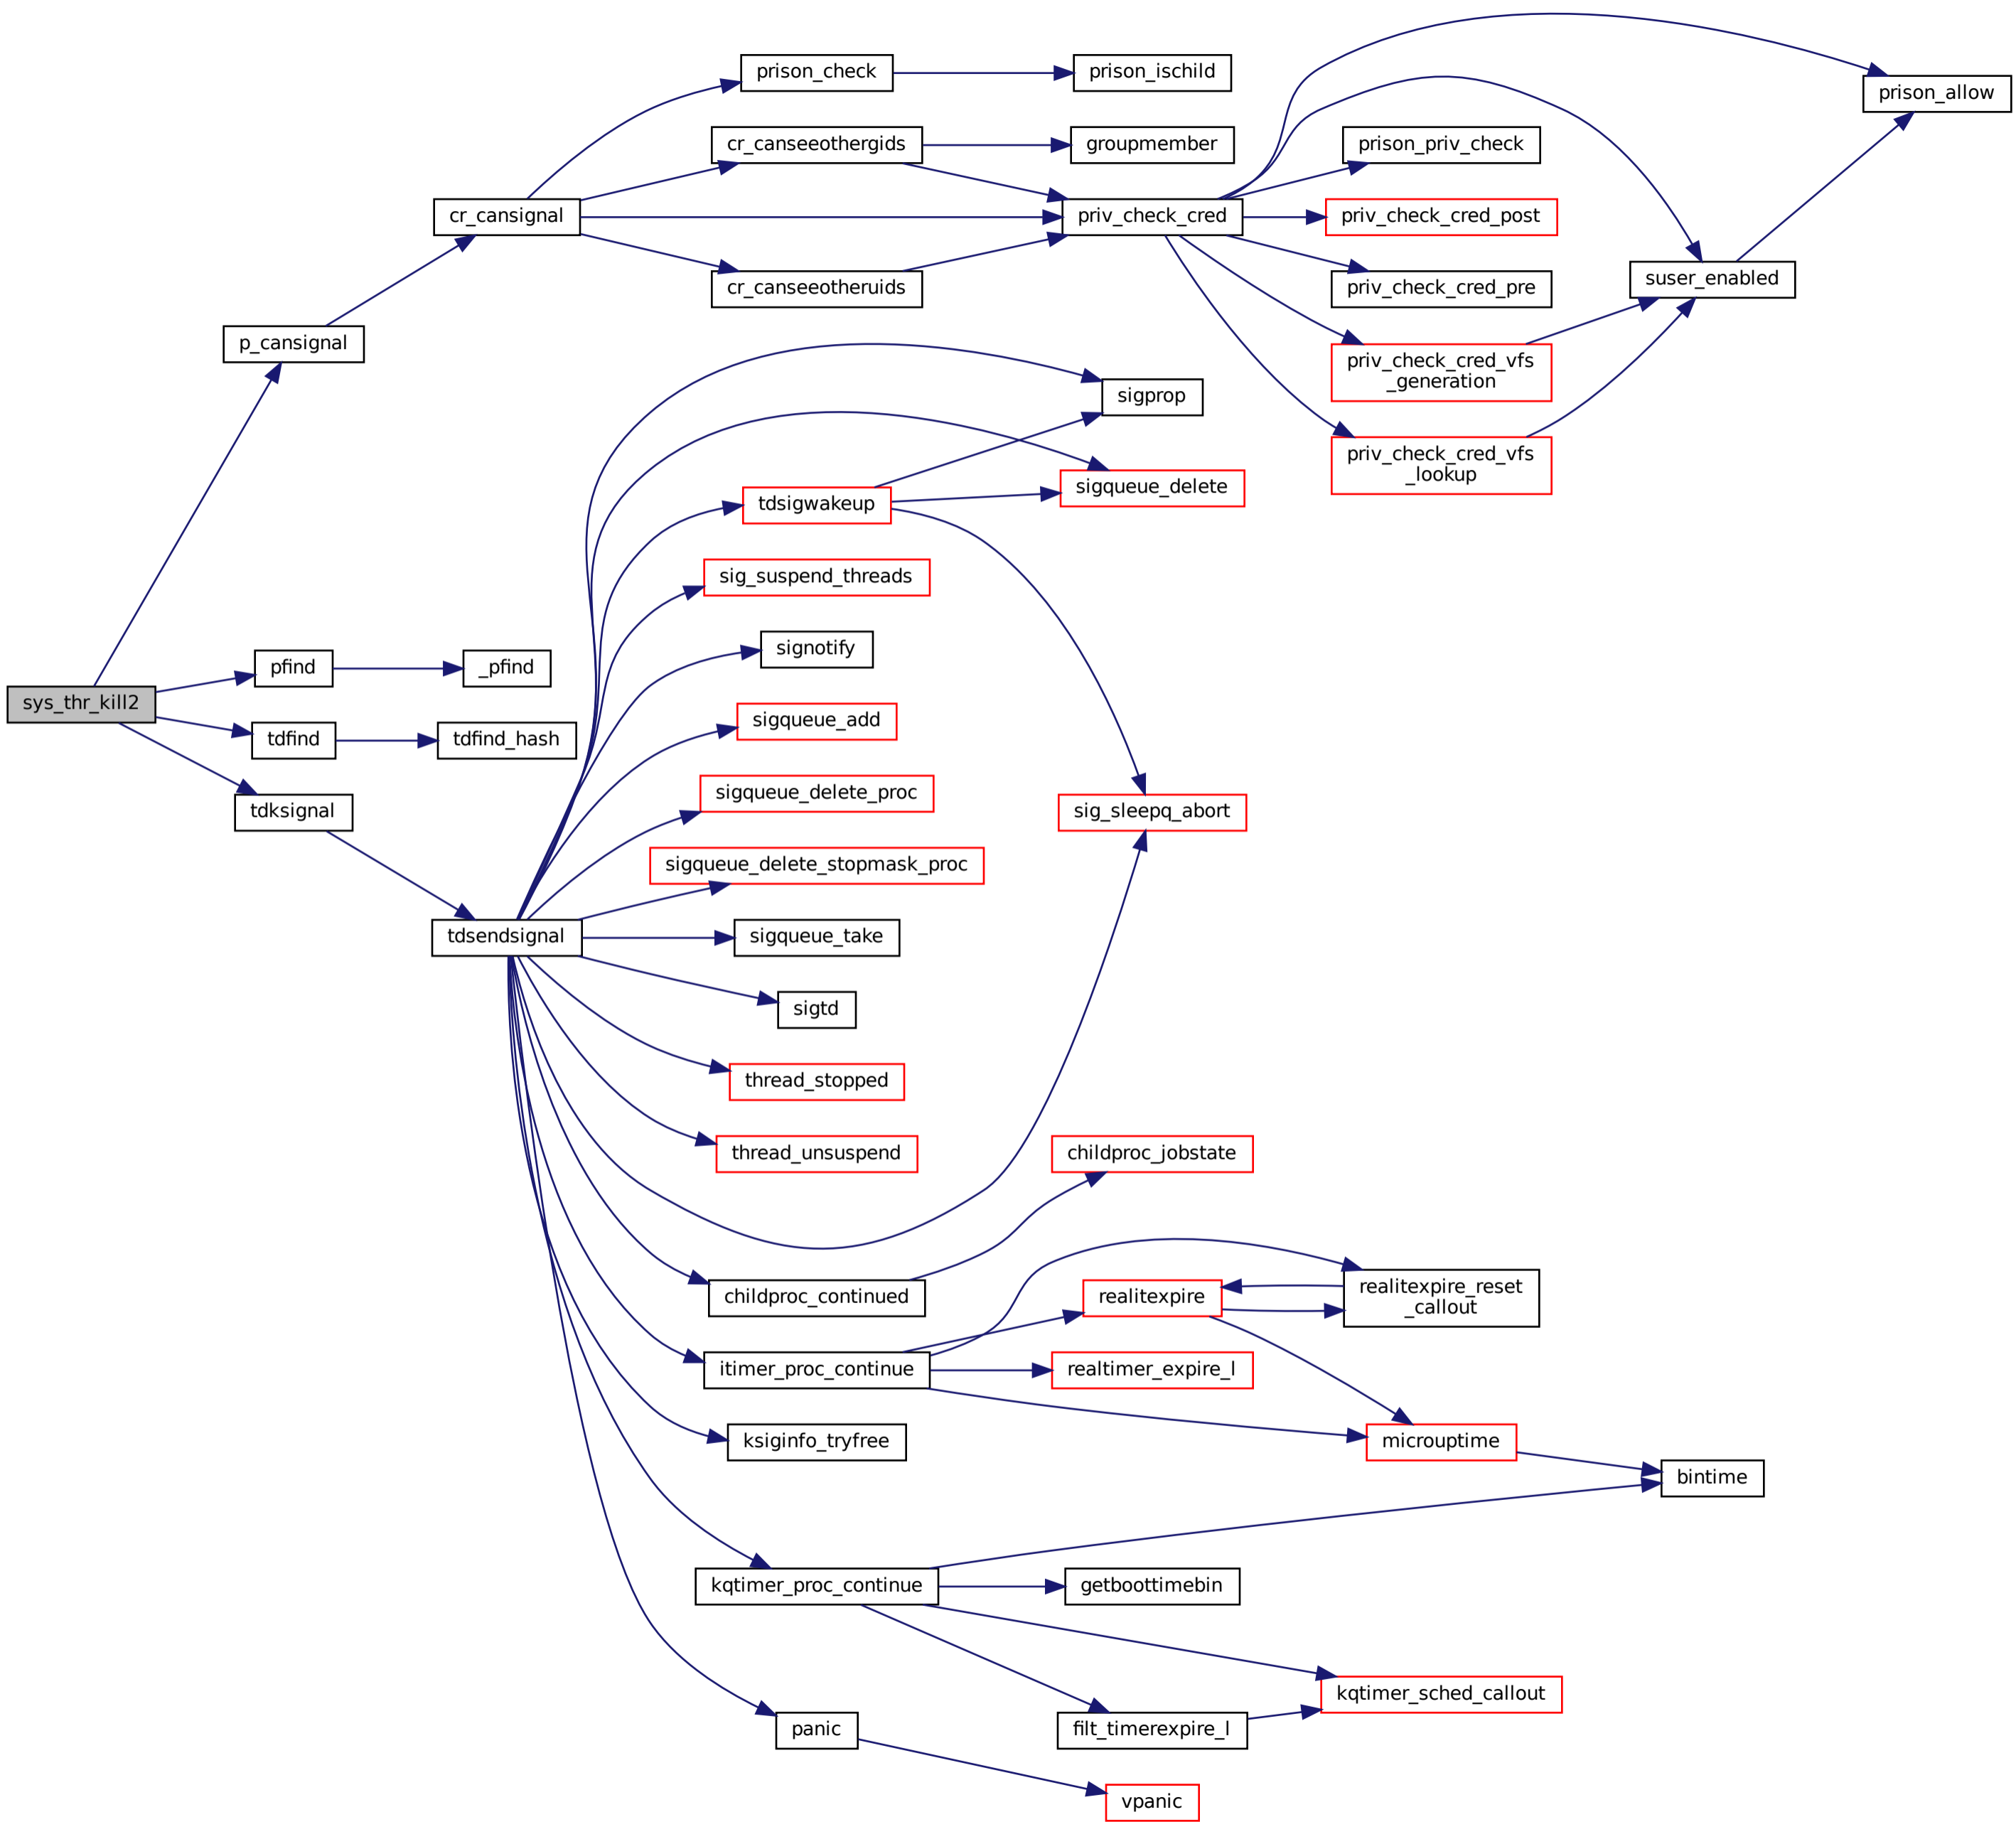 sys_thr_kill2
p_cansignal
cr_cansignal
prison_check
prison_ischild
cr_canseeothergids
groupmember
priv_check_cred
cr_canseeotheruids
prison_allow
prison_priv_check
priv_check_cred_post
priv_check_cred_pre
suser_enabled
priv_check_cred_vfs
_generation
priv_check_cred_vfs
_lookup
pfind
_pfind
tdfind
tdfind_hash
tdksignal
tdsendsignal
sigprop
sigqueue_delete
tdsigwakeup
sig_suspend_threads
signotify
sigqueue_add
sigqueue_delete_proc
sig_sleepq_abort
sigqueue_delete_stopmask_proc
sigqueue_take
sigtd
thread_stopped
thread_unsuspend
childproc_jobstate
childproc_continued
realitexpire
realitexpire_reset
_callout
itimer_proc_continue
realtimer_expire_l
ksiginfo_tryfree
microuptime
bintime
kqtimer_proc_continue
getboottimebin
kqtimer_sched_callout
filt_timerexpire_l
panic
vpanic